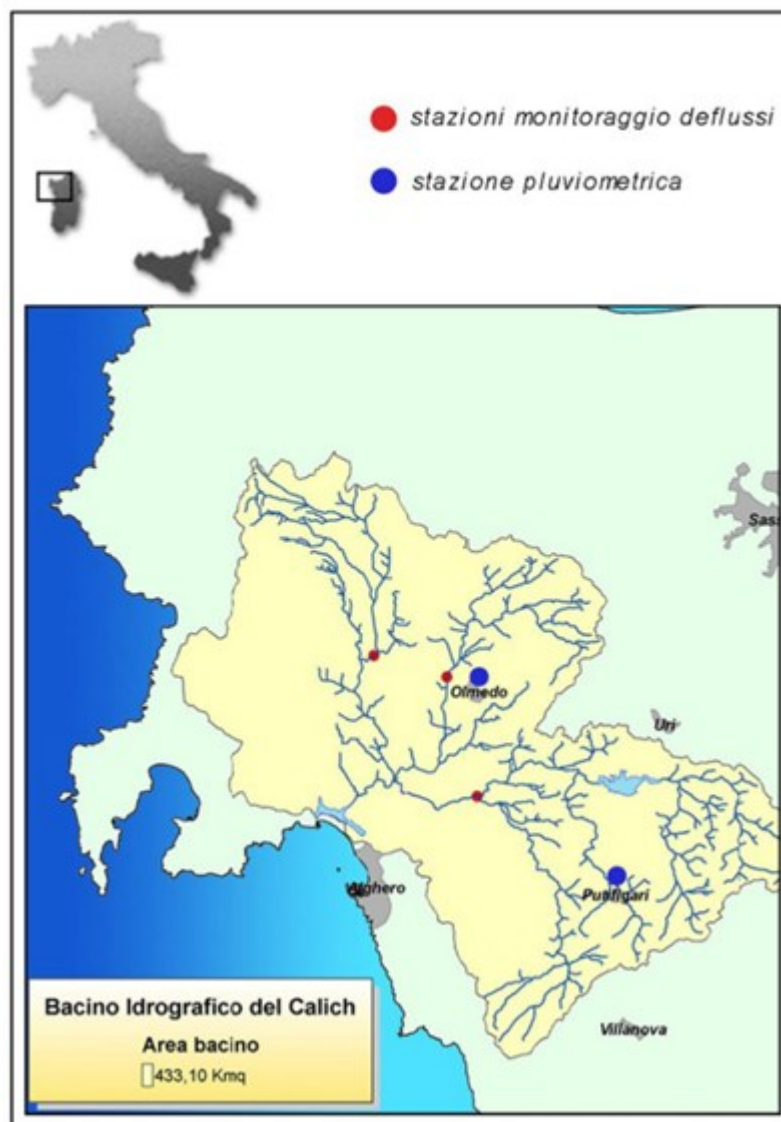 stazioni monitoraggio deflussi
stazione pluviometrica
Sass
Olmedo
Uri
Alghero
Putifigari
Villanova
Bacino Idrografico del Calich
Area bacino
433,10 Kmq